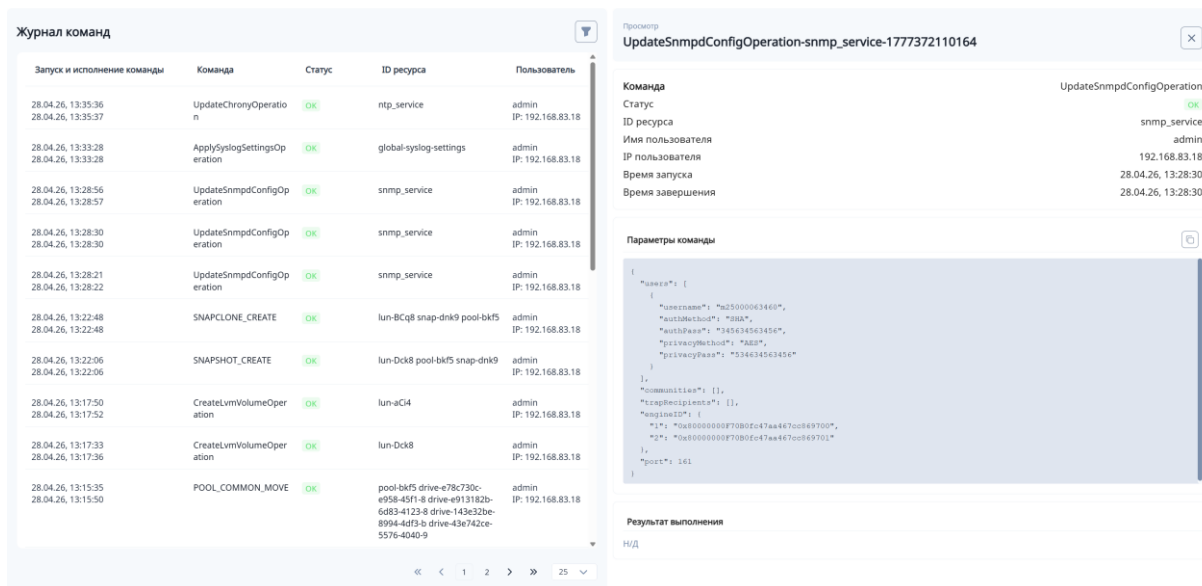 Журнал команд
Запуск и исполнение команды Команда Статус ID ресурса Пользователь
28.04.26, 13:35:36 UpdateChronyOperatio OK ntp_service admin
28.04.26, 13:35:37 n IP: 192.168.83.18
28.04.26, 13:33:28 ApplySyslogSettingsOp OK global-syslog-settings admin
28.04.26, 13:33:28 eration IP: 192.168.83.18
28.04.26, 13:28:56 UpdateSnmpdConfigOp OK snmp_service admin
28.04.26, 13:28:57 eration IP: 192.168.83.18
28.04.26, 13:28:30 UpdateSnmpdConfigOp OK snmp_service admin
28.04.26, 13:28:30 eration IP: 192.168.83.18
28.04.26, 13:28:21 UpdateSnmpdConfigOp OK snmp_service admin
28.04.26, 13:28:22 eration IP: 192.168.83.18
28.04.26, 13:22:48 SNAPCLONE_CREATE OK lun-BCq8 snap-dnk9 pool-bkf5 admin
28.04.26, 13:22:48 IP: 192.168.83.18
28.04.26, 13:22:06 SNAPSHOT_CREATE OK lun-Dck8 pool-bkf5 snap-dnk9 admin
28.04.26, 13:22:06 IP: 192.168.83.18
28.04.26, 13:17:50 CreateLvmVolumeOper OK lun-aCi4 admin
28.04.26, 13:17:52 ation IP: 192.168.83.18
28.04.26, 13:17:33 CreateLvmVolumeOper OK lun-Dck8 admin
28.04.26, 13:17:36 ation IP: 192.168.83.18
28.04.26, 13:15:35 POOL_COMMON_MOVE OK pool-bkf5 drive-e78c730c- admin
28.04.26, 13:15:50 e958-45f1-8 drive-e913182b- IP: 192.168.83.18
6d83-4123-8 drive-143e32be-
8994-4df3-b drive-43e742ce-
5576-4040-9
« < 1 2 > » 25
Просмотр
UpdateSnmpdConfigOperation-snmp_service-1777372110164
Команда UpdateSnmpdConfigOperation
Статус OK
ID ресурса snmp_service
Имя пользователя admin
IP пользователя 192.168.83.18
Время запуска 28.04.26, 13:28:30
Время завершения 28.04.26, 13:28:30
Параметры команды
{
"users": [
{
"username": "m25000063460",
"authMethod": "SHA",
"authPass": "345634563456",
"privacyMethod": "AES",
"privacyPass": "534634563456"
}
],
"communities": [],
"trapRecipients": [],
"engineID": {
"1": "0x80000000F70B0fc47aa467cc869700",
"2": "0x80000000F70B0fc47aa467cc869701"
},
"port": 161
}
Результат выполнения
Н/Д